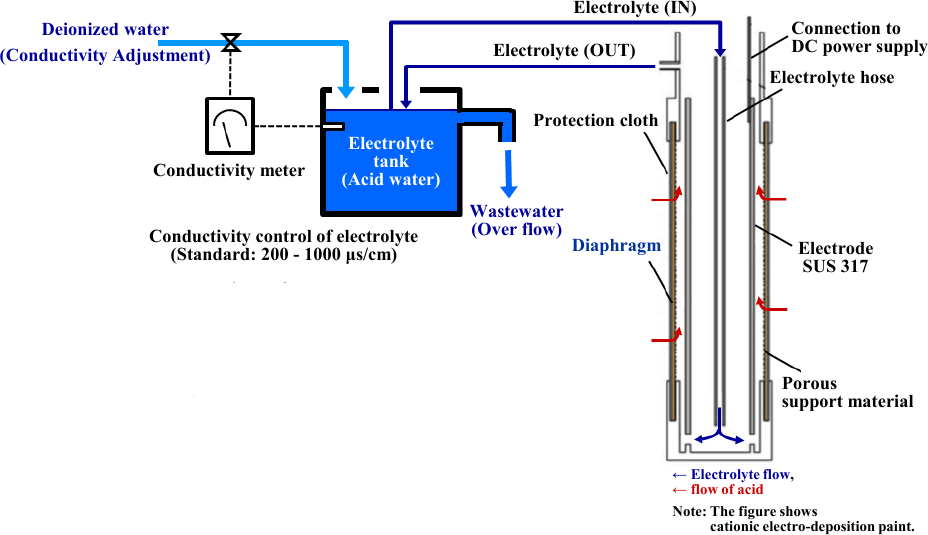 Electrolyte (IN)
Deionized water
(Conductivity Adjustment)
Electrolyte (OUT)
Connection to
DC power supply
Electrolyte hose
Protection cloth
Electrolyte
tank
(Acid water)
Conductivity meter
Wastewater
(Over flow)
Conductivity control of electrolyte
(Standard: 200 - 1000 μs/cm)
Diaphragm
Electrode
SUS 317
Porous
support material
← Electrolyte flow,
← flow of acid
Note: The figure shows
cationic electro-deposition paint.